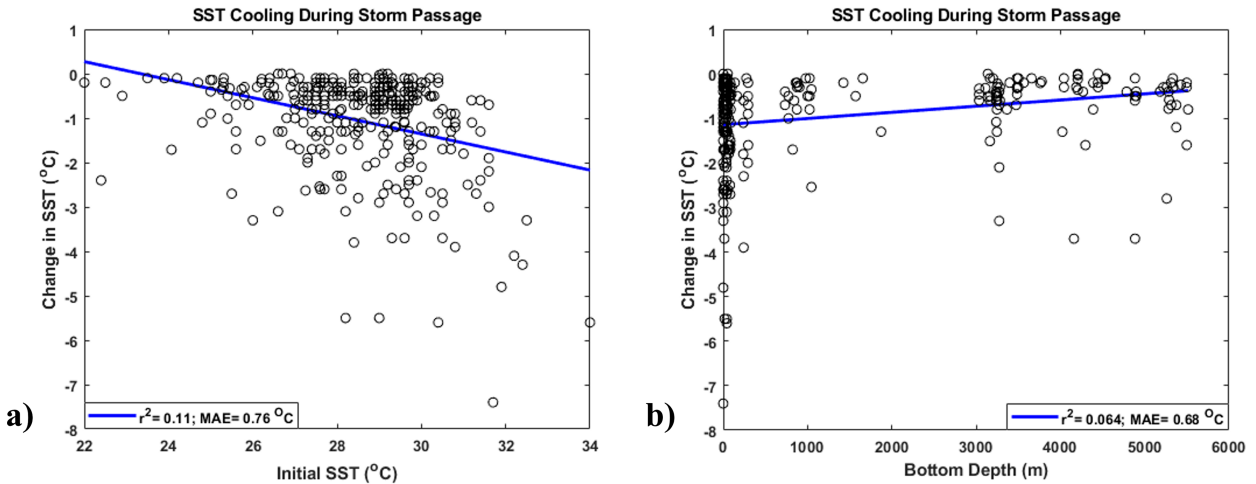 SST Cooling During Storm Passage
1
0
-1
-2
-3
-4
-5
-6
-7
-8
Change in SST (°C)
22 24 26 28 30 32 34
Initial SST (°C)
r²= 0.11; MAE= 0.76 °C
a)
SST Cooling During Storm Passage
1
0
-1
-2
-3
-4
-5
-6
-7
-8
Change in SST (°C)
0 1000 2000 3000 4000 5000 6000
Bottom Depth (m)
r²= 0.064; MAE= 0.68 °C
b)